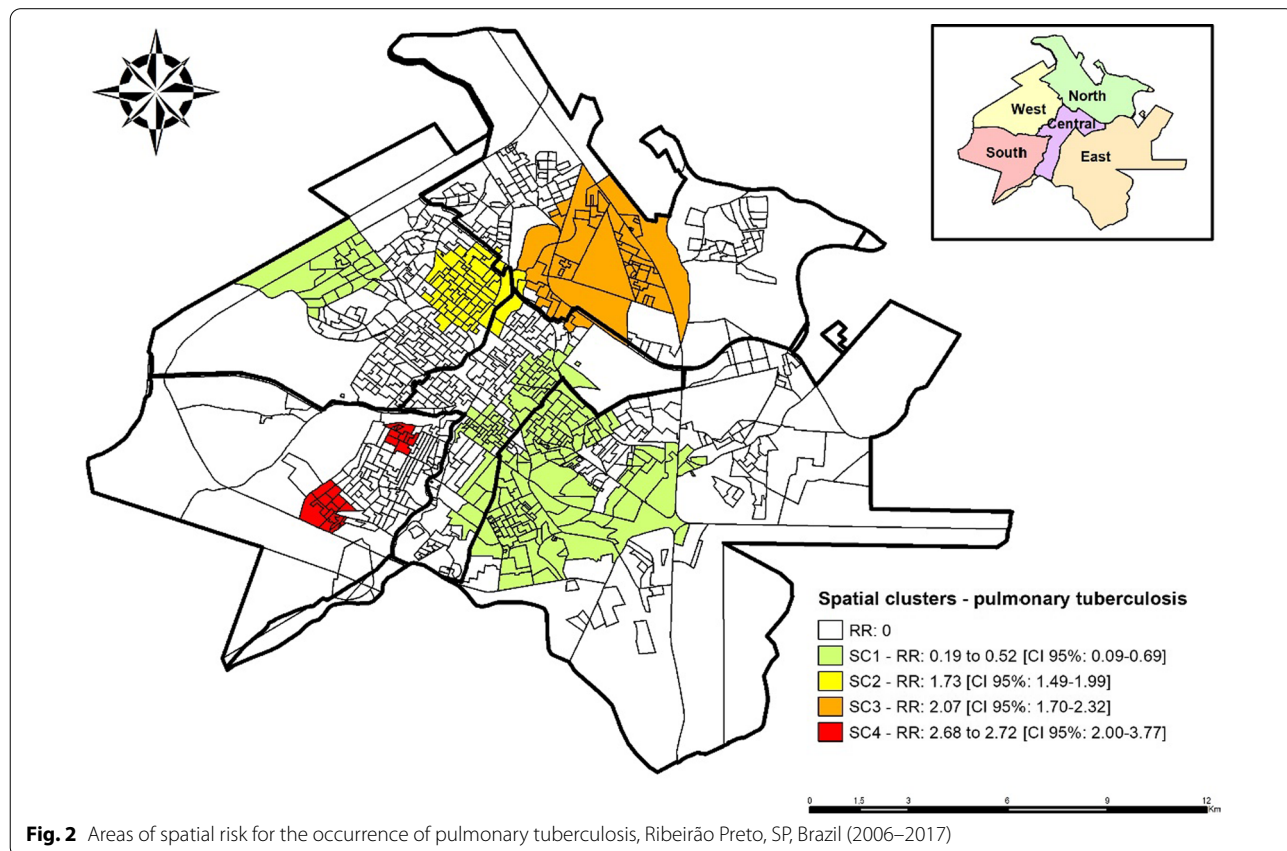 North
West
Central
South
East
Spatial clusters - pulmonary tuberculosis
RR: 0
SC1 - RR: 0.19 to 0.52 [CI 95%: 0.09-0.69]
SC2 - RR: 1.73 [CI 95%: 1.49-1.99]
SC3 - RR: 2.07 [CI 95%: 1.70-2.32]
SC4 - RR: 2.68 to 2.72 [CI 95%: 2.00-3.77]
0 1.5 3 6 9 12
Km
Fig. 2 Areas of spatial risk for the occurrence of pulmonary tuberculosis, Ribeirão Preto, SP, Brazil (2006–2017)